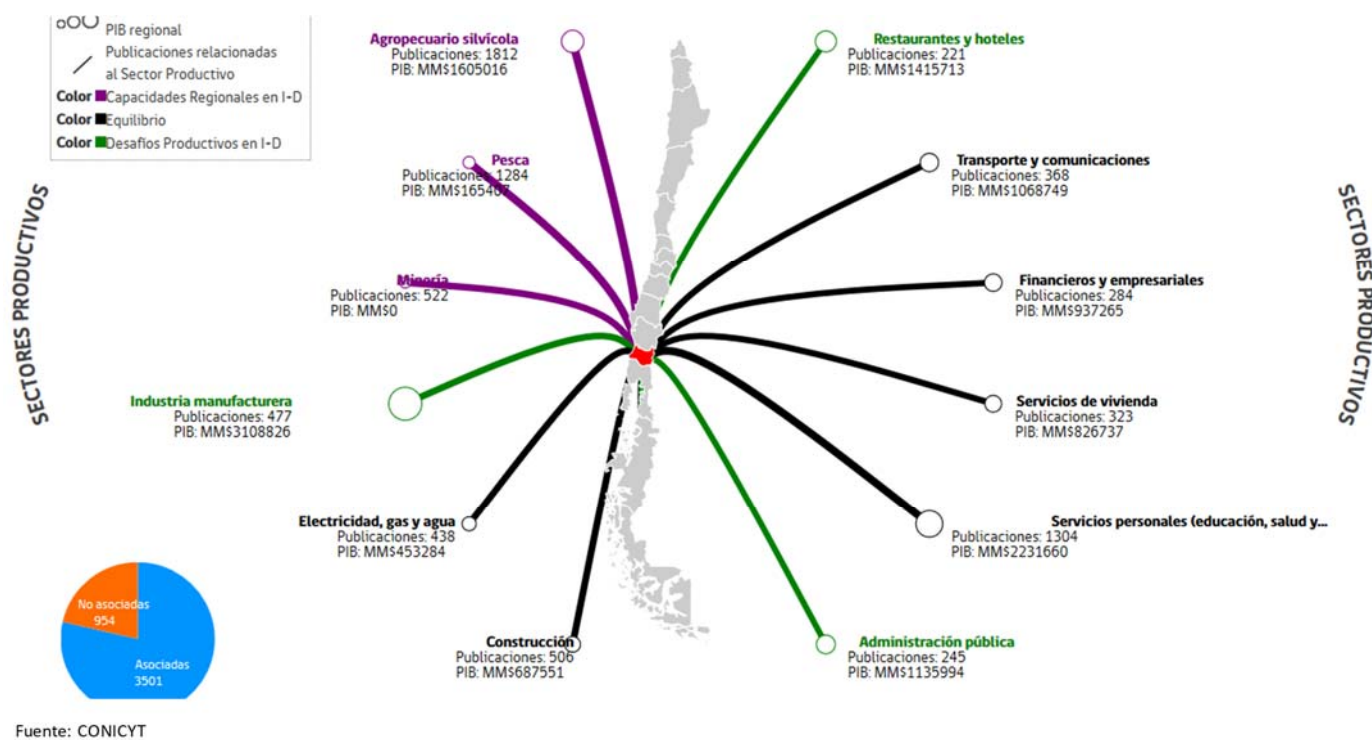 PIB regional
Publicaciones relacionadas
al Sector Productivo
Color Capacidades Regionales en I+D
Color Equilibrio
Color Desafíos Productivos en I+D
SECTORES PRODUCTIVOS
Agropecuario silvícola
Publicaciones: 1812
PIB: MM$1605016
Pesca
Publicaciones: 1284
PIB: MM$165467
Minería
Publicaciones: 522
PIB: MM$0
Industria manufacturera
Publicaciones: 477
PIB: MM$3108826
Electricidad, gas y agua
Publicaciones: 438
PIB: MM$453284
Construcción
Publicaciones: 506
PIB: MM$687551
Restaurantes y hoteles
Publicaciones: 221
PIB: MM$1415713
Transporte y comunicaciones
Publicaciones: 368
PIB: MM$1068749
Financieros y empresariales
Publicaciones: 284
PIB: MM$937265
Servicios de vivienda
Publicaciones: 323
PIB: MM$826737
Servicios personales (educación, salud y...
Publicaciones: 1304
PIB: MM$2231660
Administración pública
Publicaciones: 245
PIB: MM$1135994
SECTORES PRODUCTIVOS
No asociadas
954
Asociadas
3501
Fuente: CONICYT